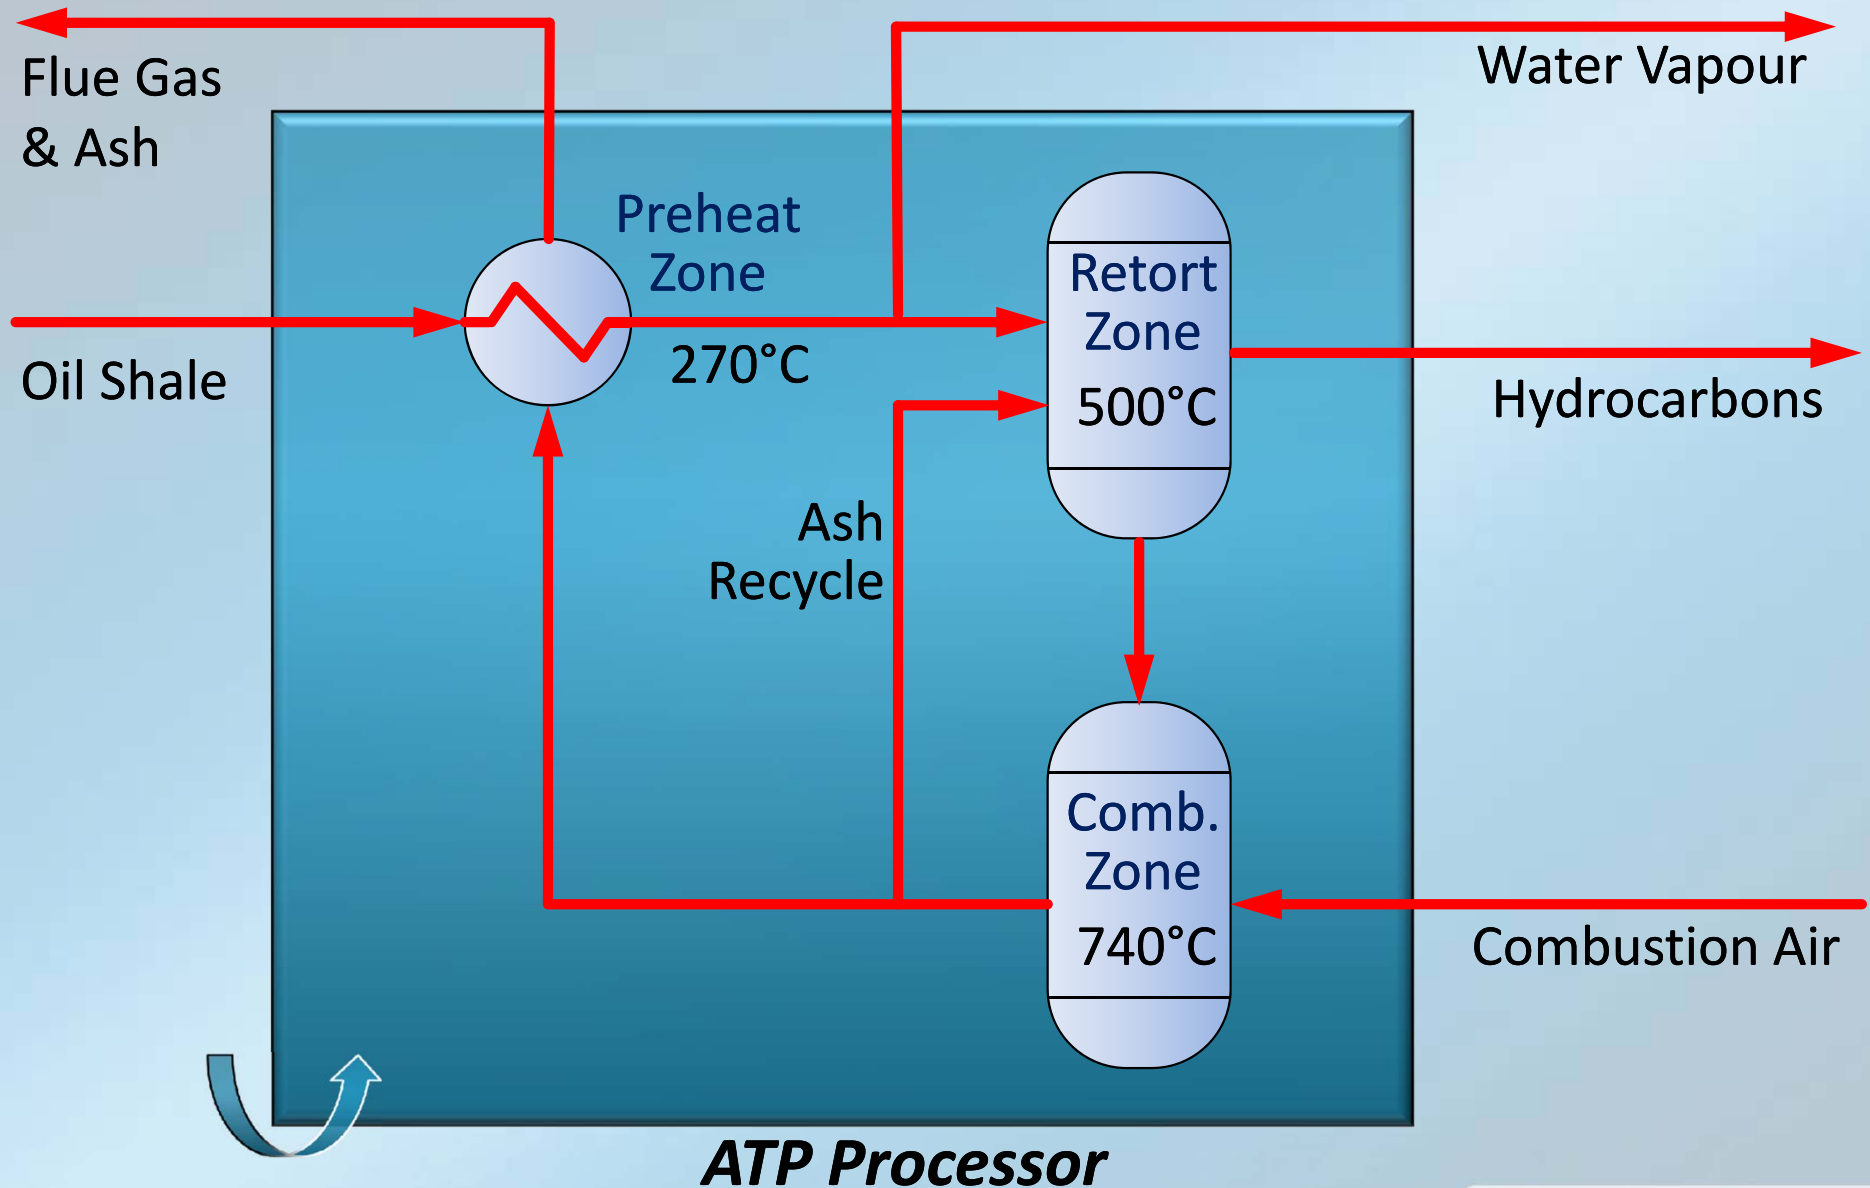 Flue Gas
& Ash
Water Vapour
Preheat
Zone
270°C
Retort
Zone
500°C
Oil Shale
Hydrocarbons
Ash
Recycle
Comb.
Zone
740°C
Combustion Air
ATP Processor